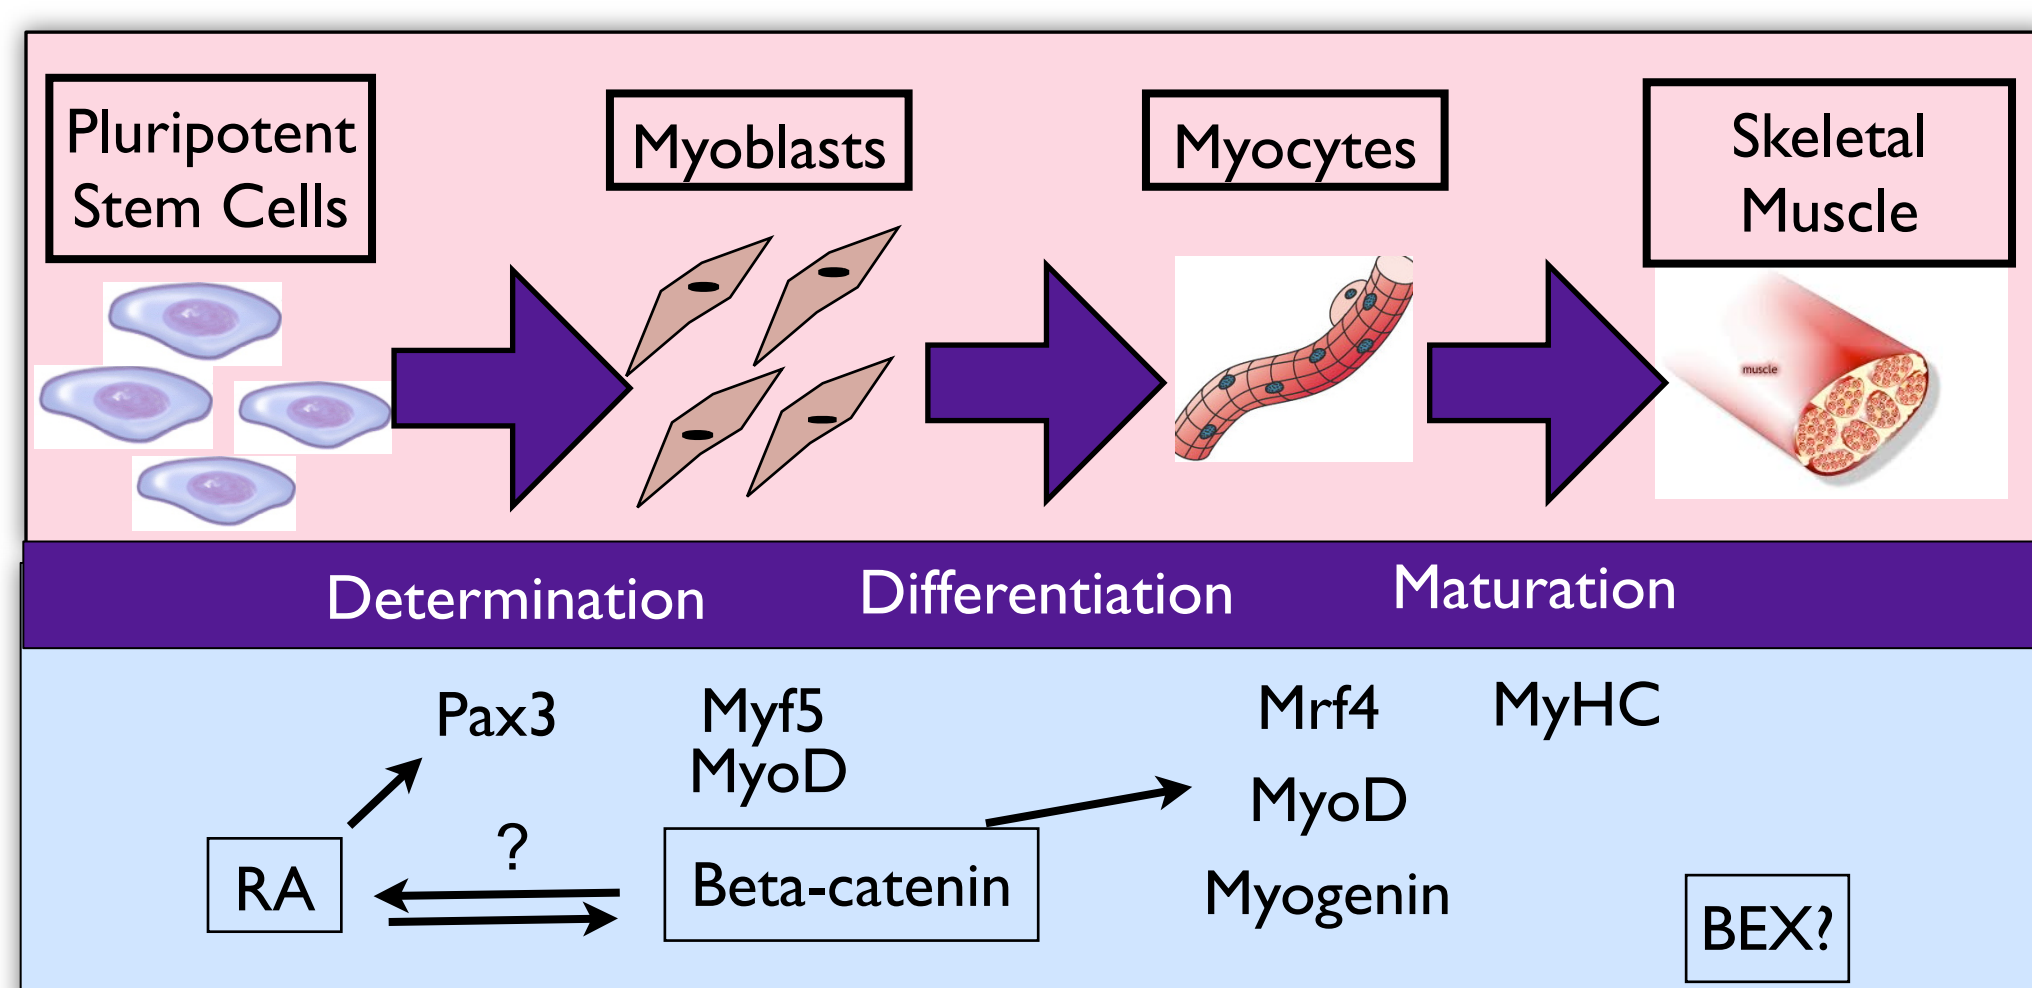 Pluripotent
Stem Cells
Myoblasts
Myocytes
Skeletal
Muscle
muscle
Determination
Differentiation
Maturation
Pax3
Myf5
MyoD
Mrf4
MyHC
MyoD
RA
?
Beta-catenin
Myogenin
BEX?